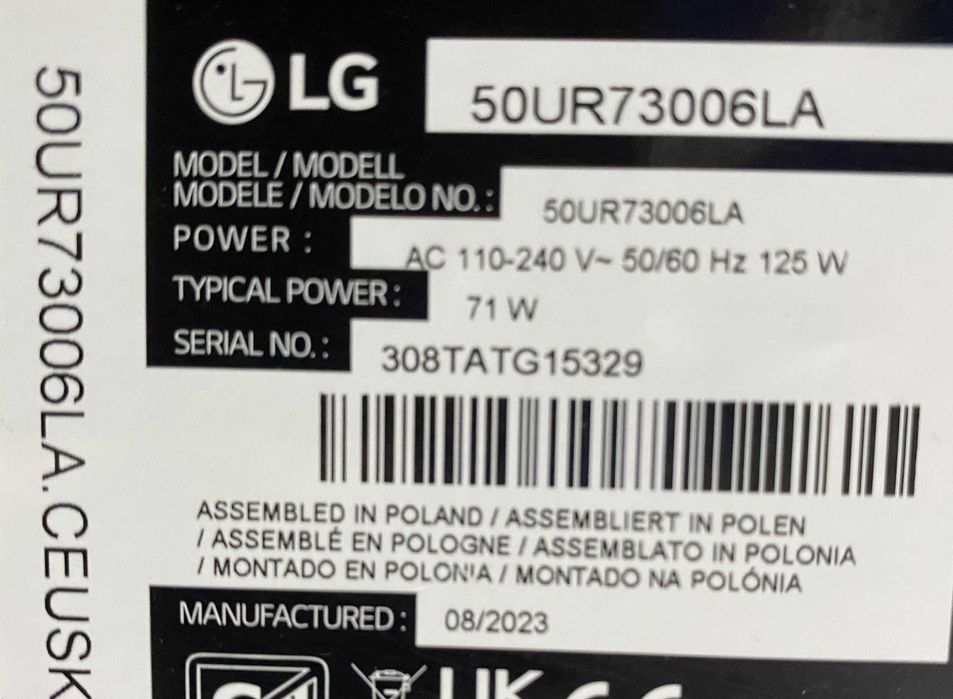 LG
50UR73006LA
MODEL / MODELL
MODELE / MODELO NO. :
50UR73006LA
POWER :
AC 110-240 V~ 50/60 Hz 125 W
TYPICAL POWER :
71 W
SERIAL NO. :
308TATG15329
ASSEMBLED IN POLAND / ASSEMBLIERT IN POLEN
/ ASSEMBLÉ EN POLOGNE / ASSEMBLATO IN POLONIA
/ MONTADO EN POLONIA / MONTADO NA POLÓNIA
MANUFACTURED :
08/2023
UK
50UR73006LA.CEUSK